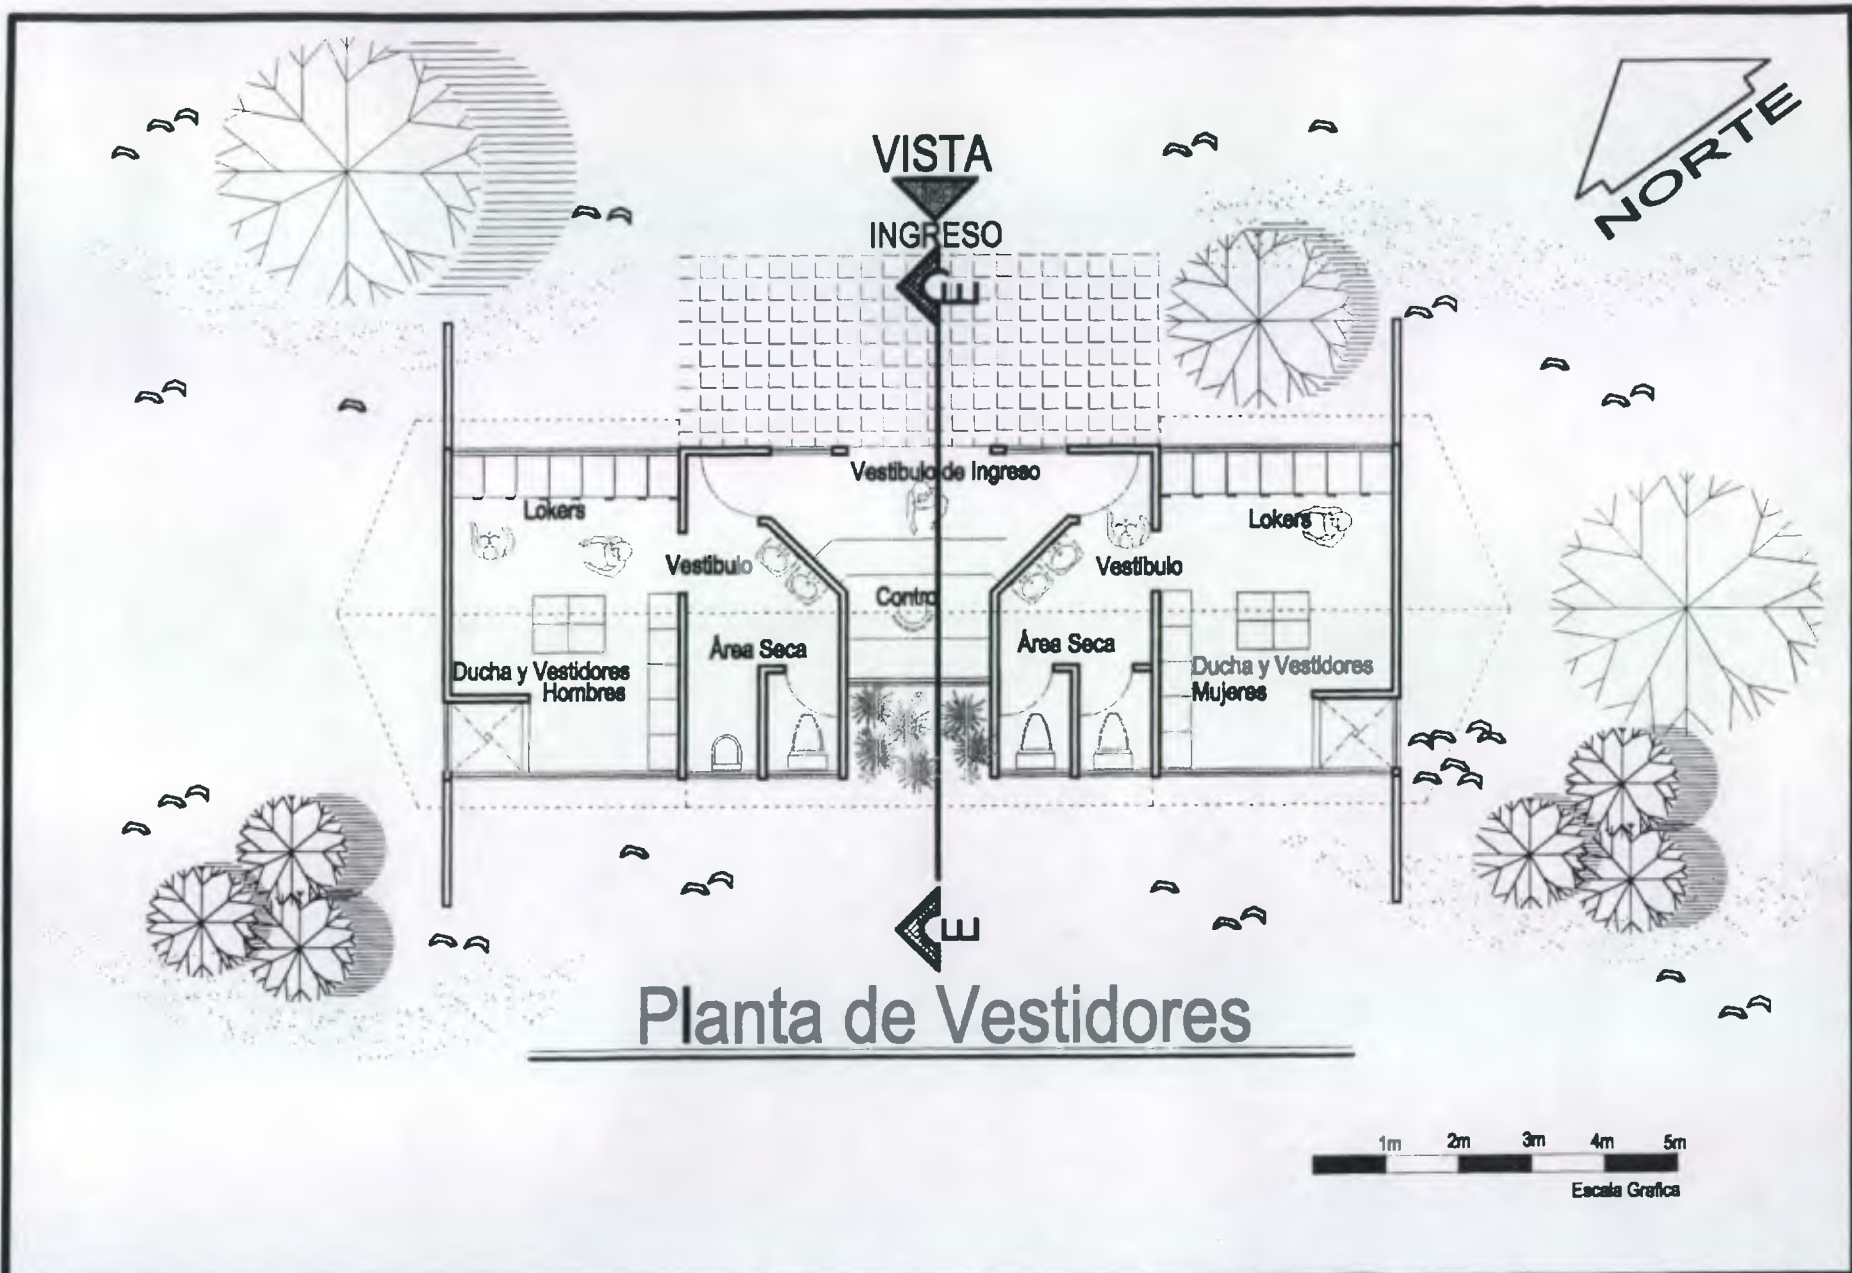 VISTA
NORTE
INGRESO
E
Vestibulo de Ingreso
Lokers
Lokers
Vestibulo
Vestibulo
Contro
Área Seca
Área Seca
Ducha y Vestidores
Hombres
Ducha y Vestidores
Mujeres
E
Planta de Vestidores
1m 2m 3m 4m 5m
Escala Grafica